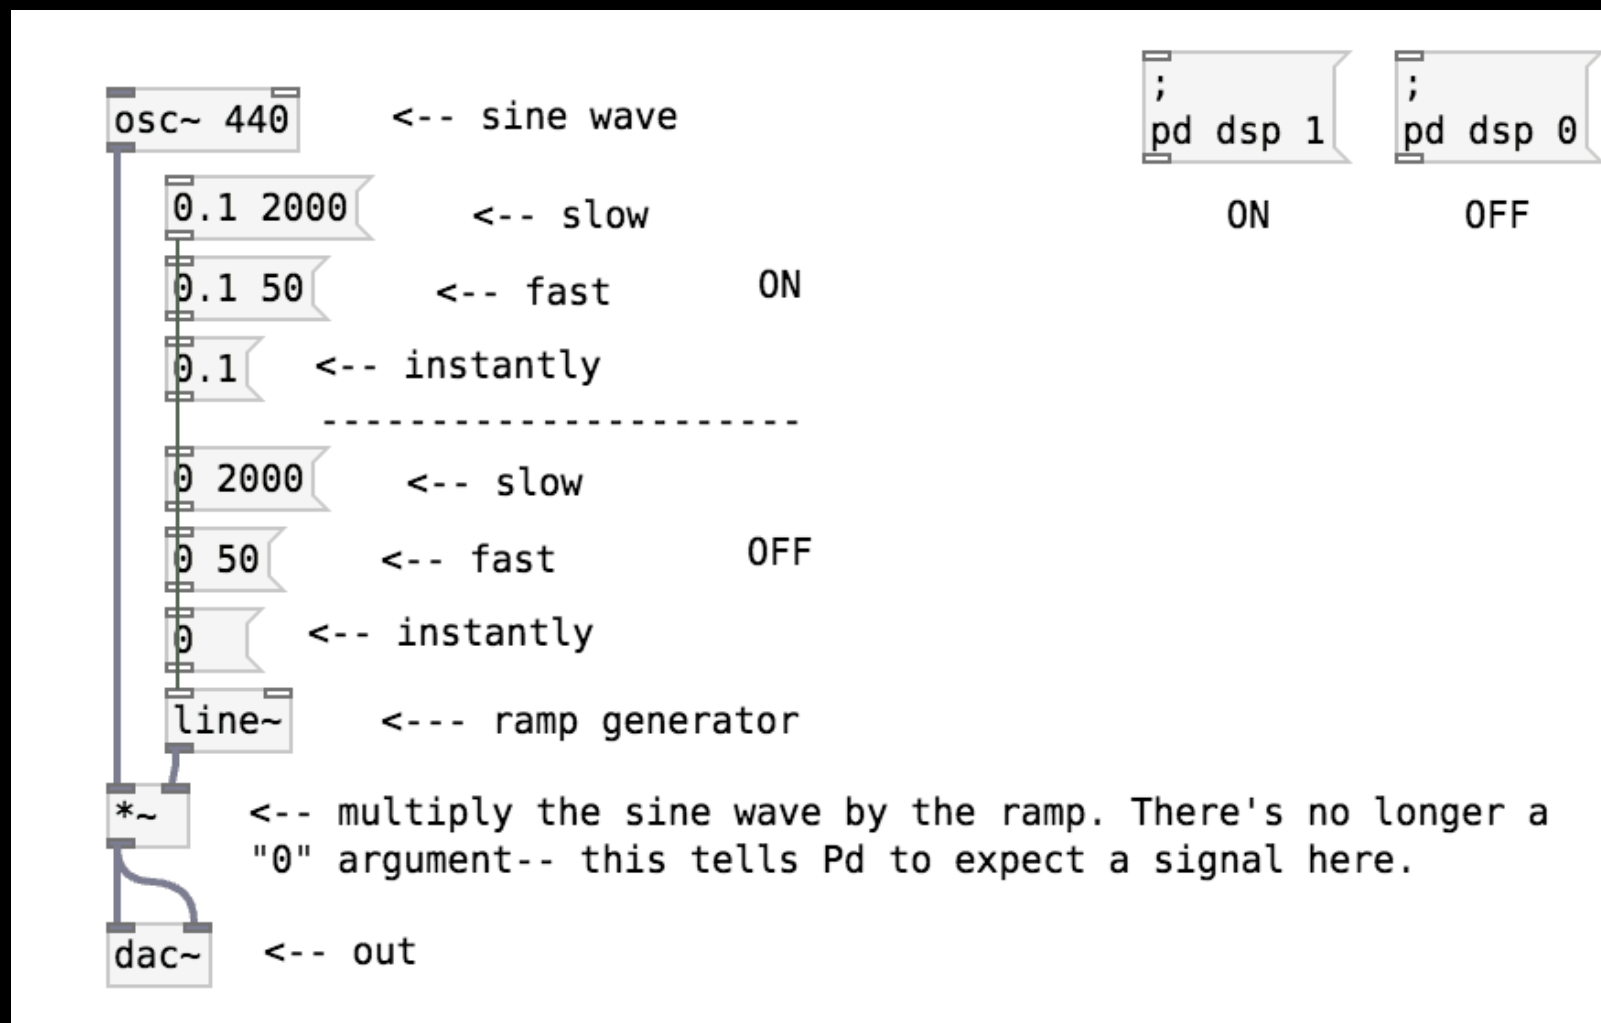 ;
pd dsp 1
;
pd dsp 0
ON
OFF
osc~ 440
<-- sine wave
0.1 2000
<-- slow
0.1 50
<-- fast
ON
0.1
<-- instantly
----------------------
0 2000
<-- slow
0 50
<-- fast
OFF
0
<-- instantly
line~
<--- ramp generator
*~
<-- multiply the sine wave by the ramp. There's no longer a
"0" argument-- this tells Pd to expect a signal here.
dac~
<-- out